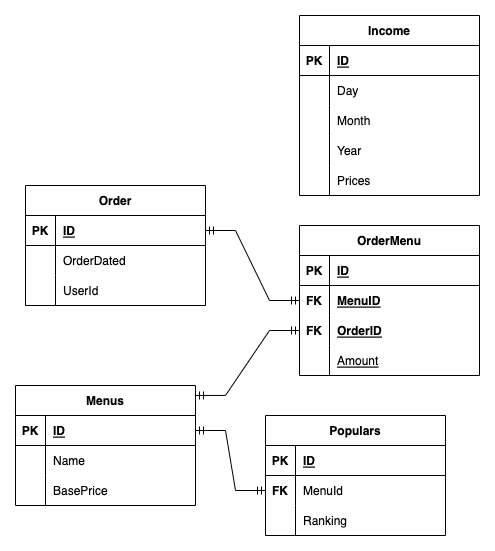 Income
PK ID
Day
Month
Year
Prices
Order
PK ID
OrderDated
UserId
OrderMenu
PK ID
FK MenuID
FK OrderID
Amount
Menus
PK ID
Name
BasePrice
Populars
PK ID
FK MenuId
Ranking